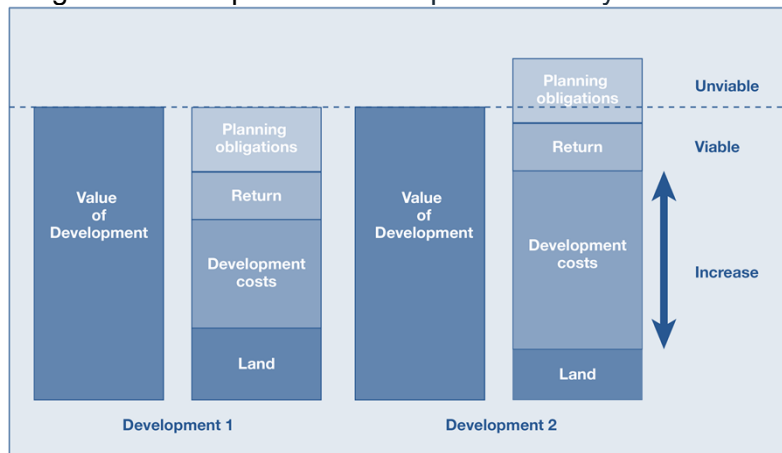 Planning
obligations
Unviable
Planning
obligations
Return
Viable
Value
of
Development
Return
Value
of
Development
Development
costs
Development
costs
Increase
Land
Land
Development 1
Development 2